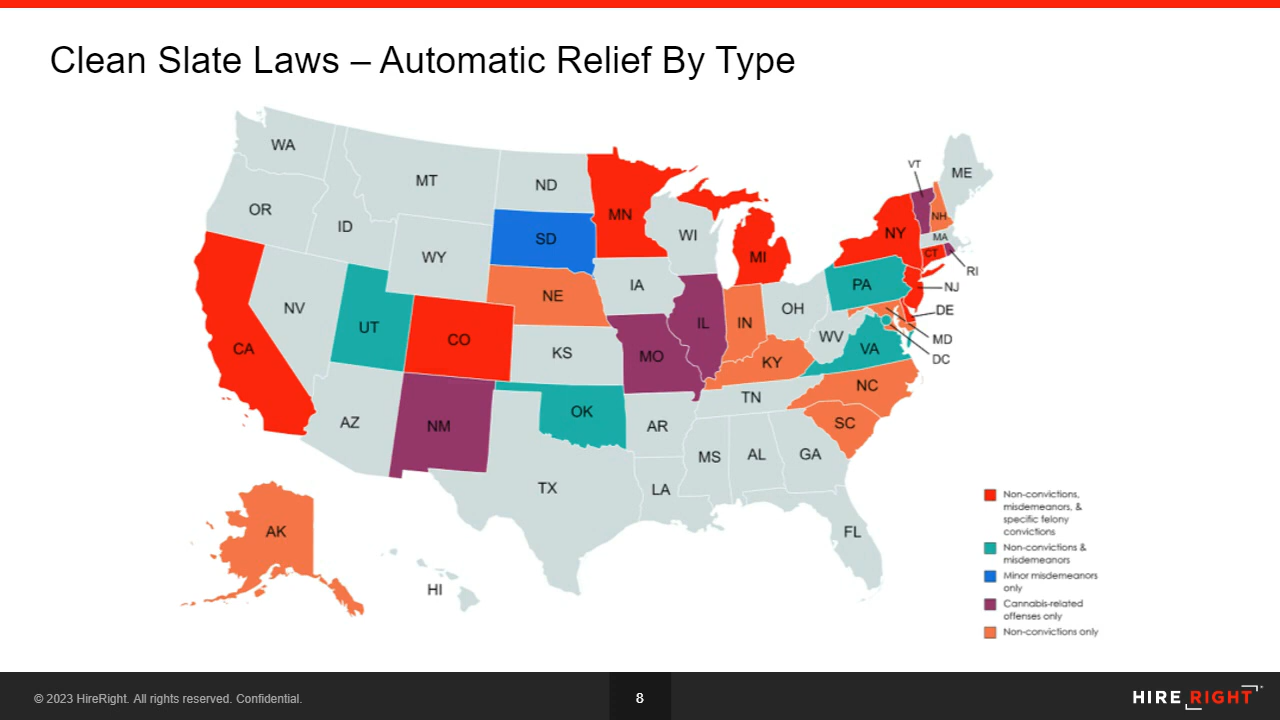 Clean Slate Laws – Automatic Relief By Type
WA
MT
ND
MN
VT
ME
OR
ID
SD
WI
NY
NH
MA
WY
MI
CT
RI
NE
IA
PA
NJ
NV
UT
CO
IL
IN
OH
DE
CA
KS
MO
WV
VA
MD
DC
KY
NC
AZ
NM
OK
AR
TN
SC
MS
AL
GA
TX
LA
FL
AK
HI
Non-convictions,
misdemeanors, &
specific felony
convictions
Non-convictions &
misdemeanors
Minor misdemeanors
only
Cannabis-related
offenses only
Non-convictions only
© 2023 HireRight. All rights reserved. Confidential.
8
HIRE RIGHT